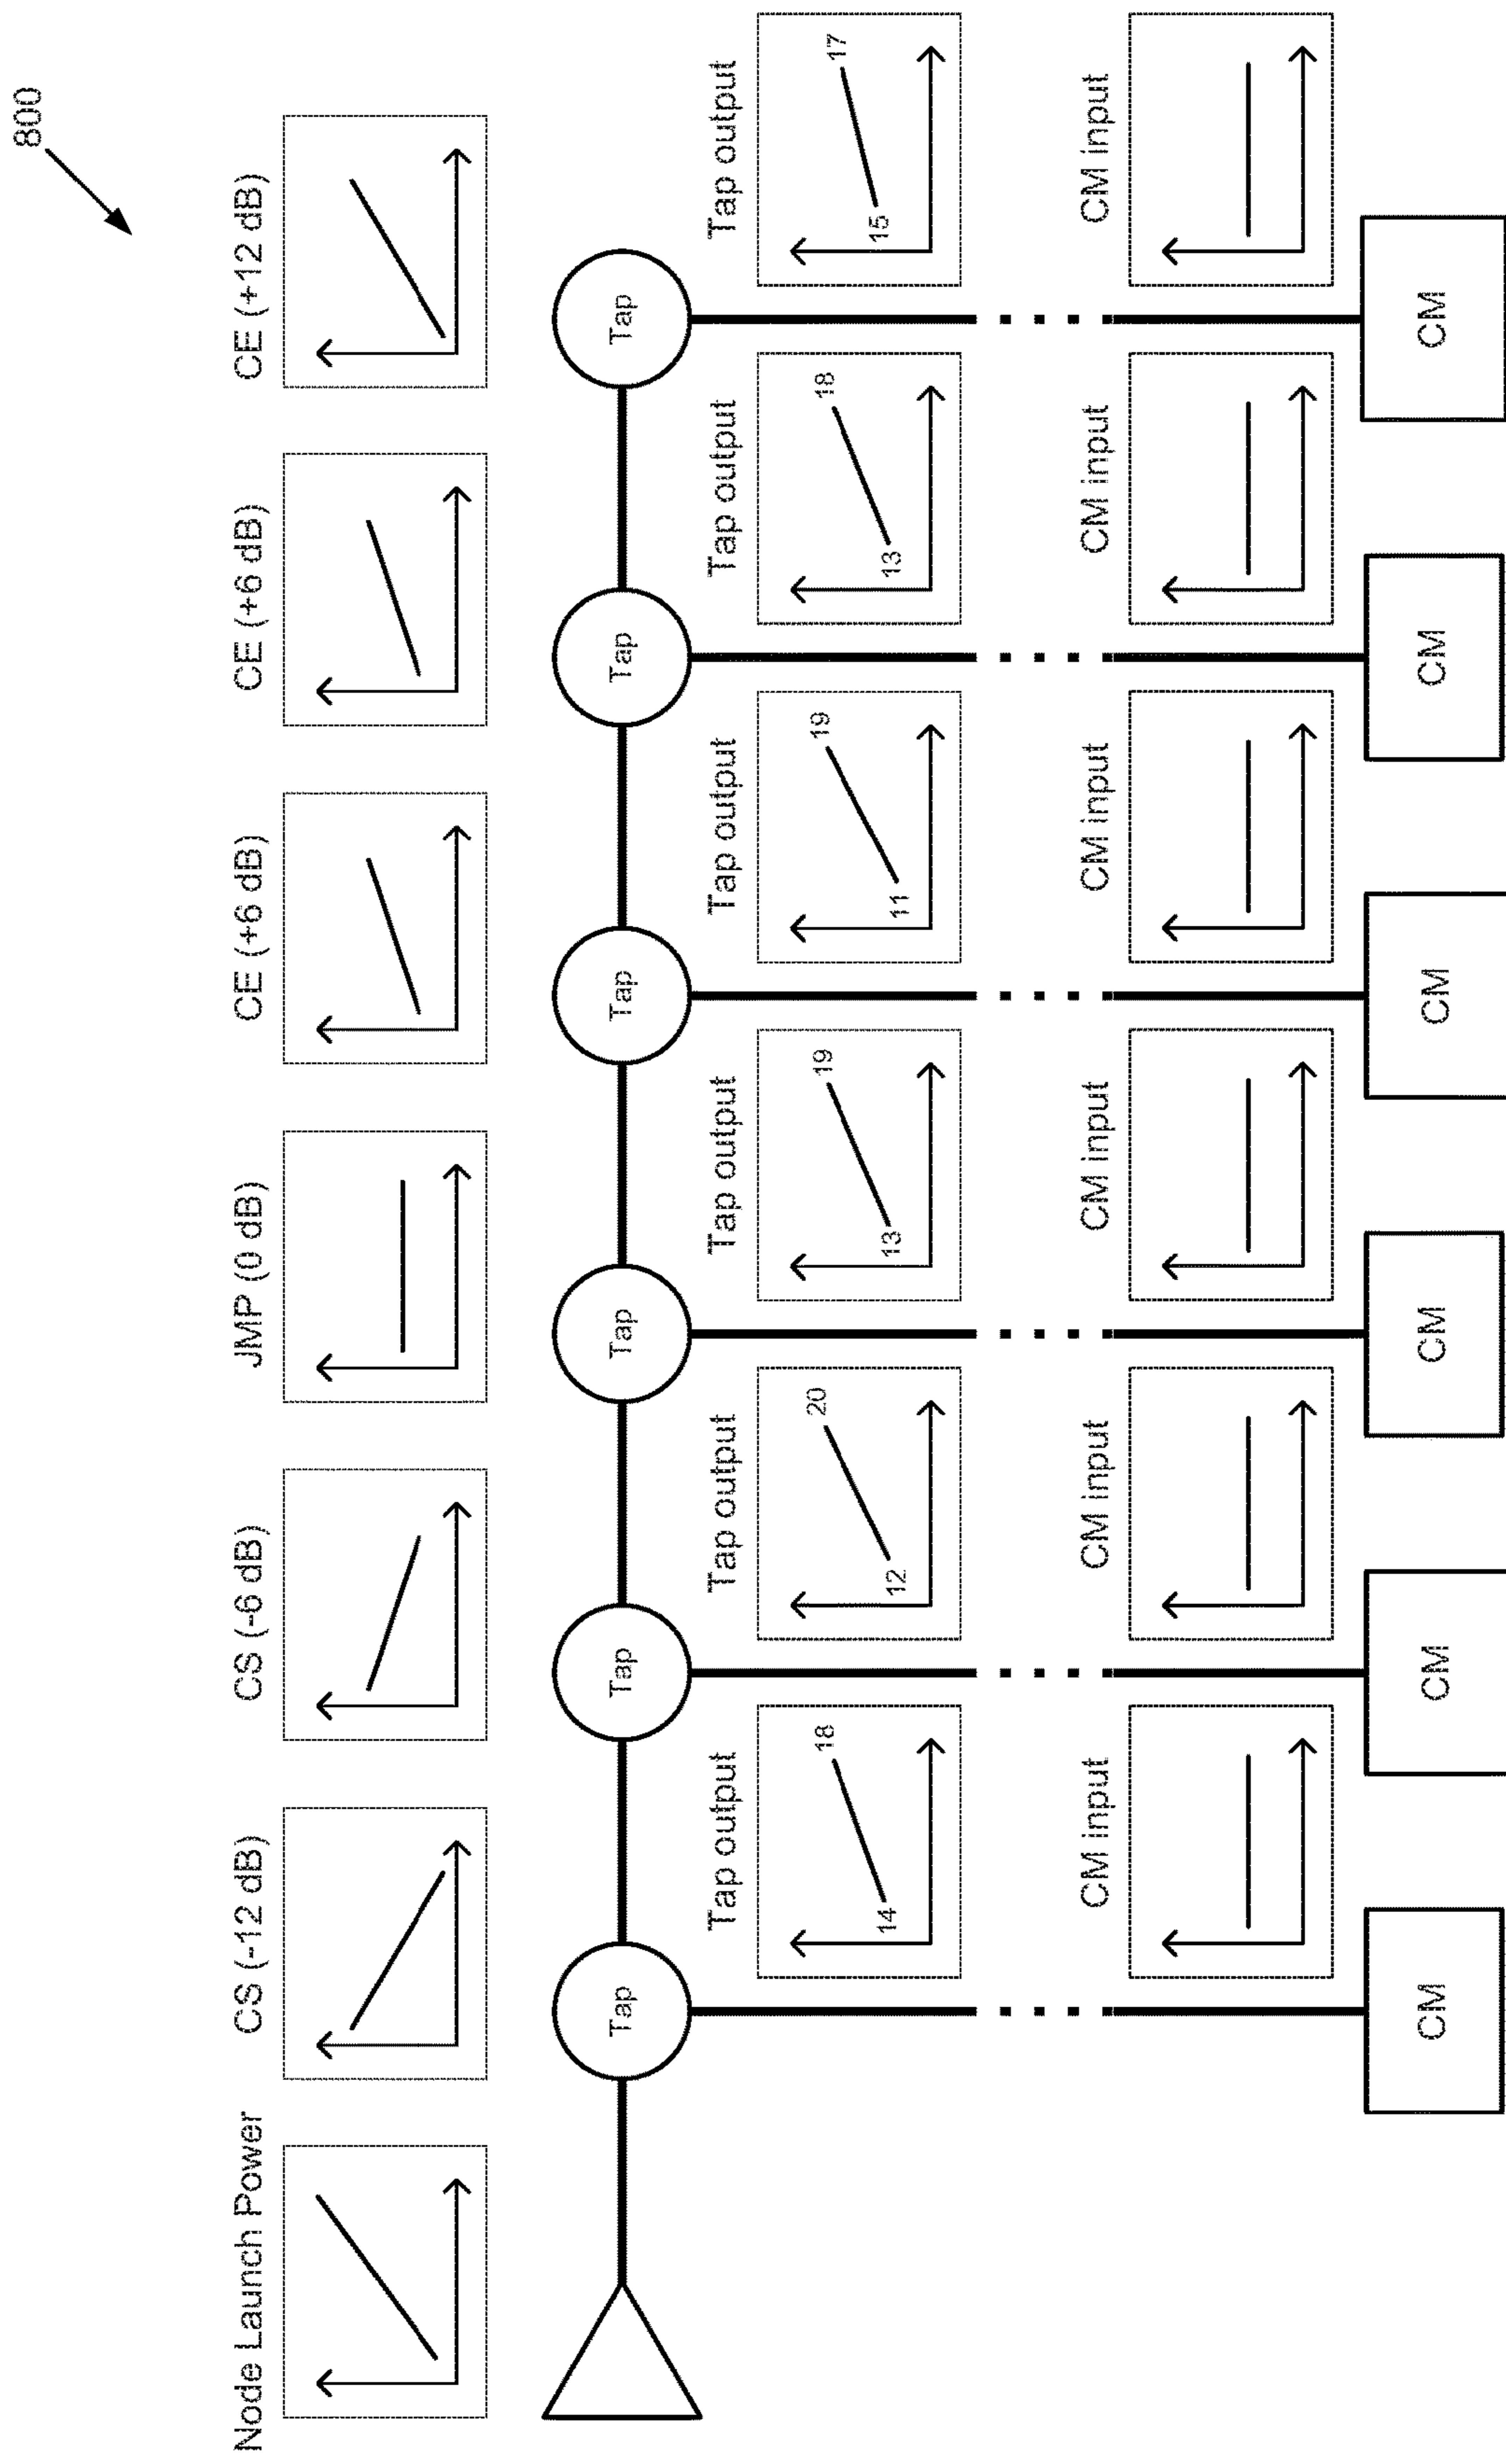 800
Node Launch Power
CS (-12 dB)
CS (-6 dB)
JMP (0 dB)
CE (+6 dB)
CE (+6 dB)
CE (+12 dB)
Tap
Tap
Tap
Tap
Tap
Tap
Tap output
Tap output
Tap output
Tap output
Tap output
Tap output
14
18
12
20
13
19
11
19
13
18
15
17
CM input
CM input
CM input
CM input
CM input
CM input
CM
CM
CM
CM
CM
CM